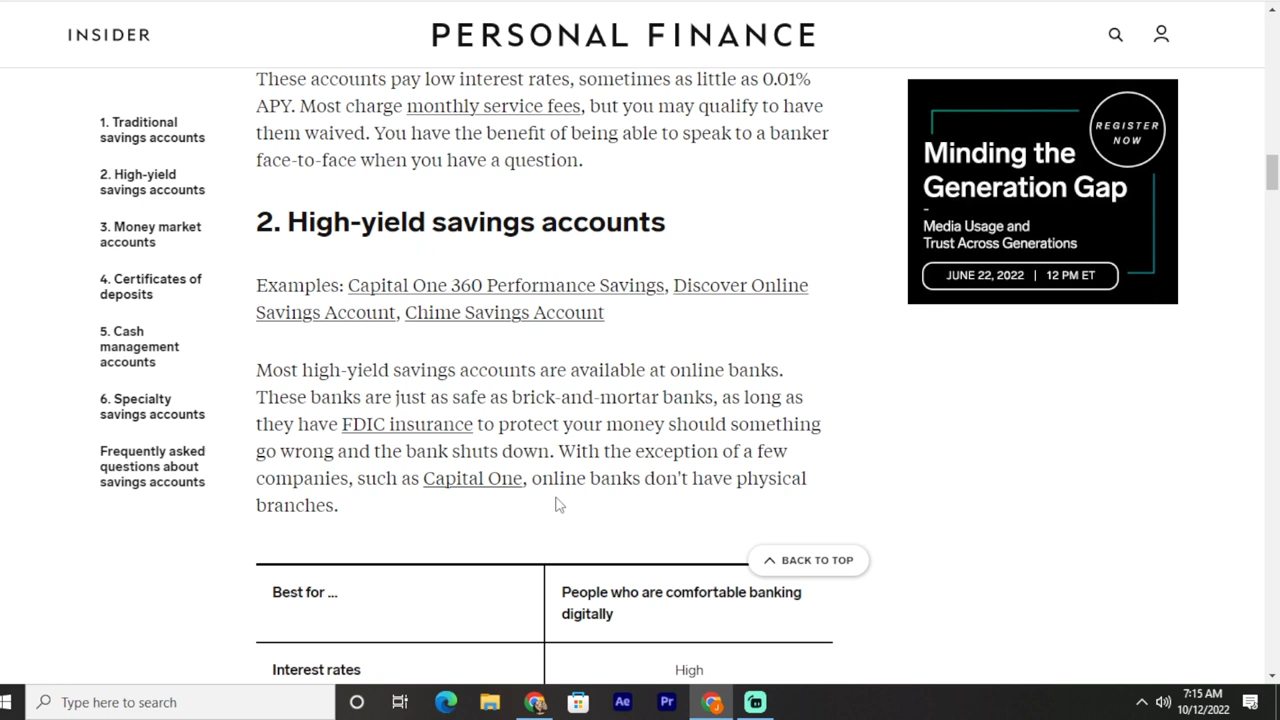 INSIDER
PERSONAL FINANCE
1. Traditional
savings accounts
2. High-yield
savings accounts
3. Money market
accounts
4. Certificates of
deposits
5. Cash
management
accounts
6. Specialty
savings accounts
Frequently asked
questions about
savings accounts
These accounts pay low interest rates, sometimes as little as 0.01%
APY. Most charge monthly service fees, but you may qualify to have
them waived. You have the benefit of being able to speak to a banker
face-to-face when you have a question.
2. High-yield savings accounts
Examples: Capital One 360 Performance Savings, Discover Online
Savings Account, Chime Savings Account
Most high-yield savings accounts are available at online banks.
These banks are just as safe as brick-and-mortar banks, as long as
they have FDIC insurance to protect your money should something
go wrong and the bank shuts down. With the exception of a few
companies, such as Capital One, online banks don't have physical
branches.
BACK TO TOP
Best for ...
People who are comfortable banking
digitally
Interest rates
High
REGISTER
NOW
Minding the
Generation Gap
Media Usage and
Trust Across Generations
JUNE 22, 2022 | 12 PM ET
Type here to search
Ae
Pr
7:15 AM
10/12/2022